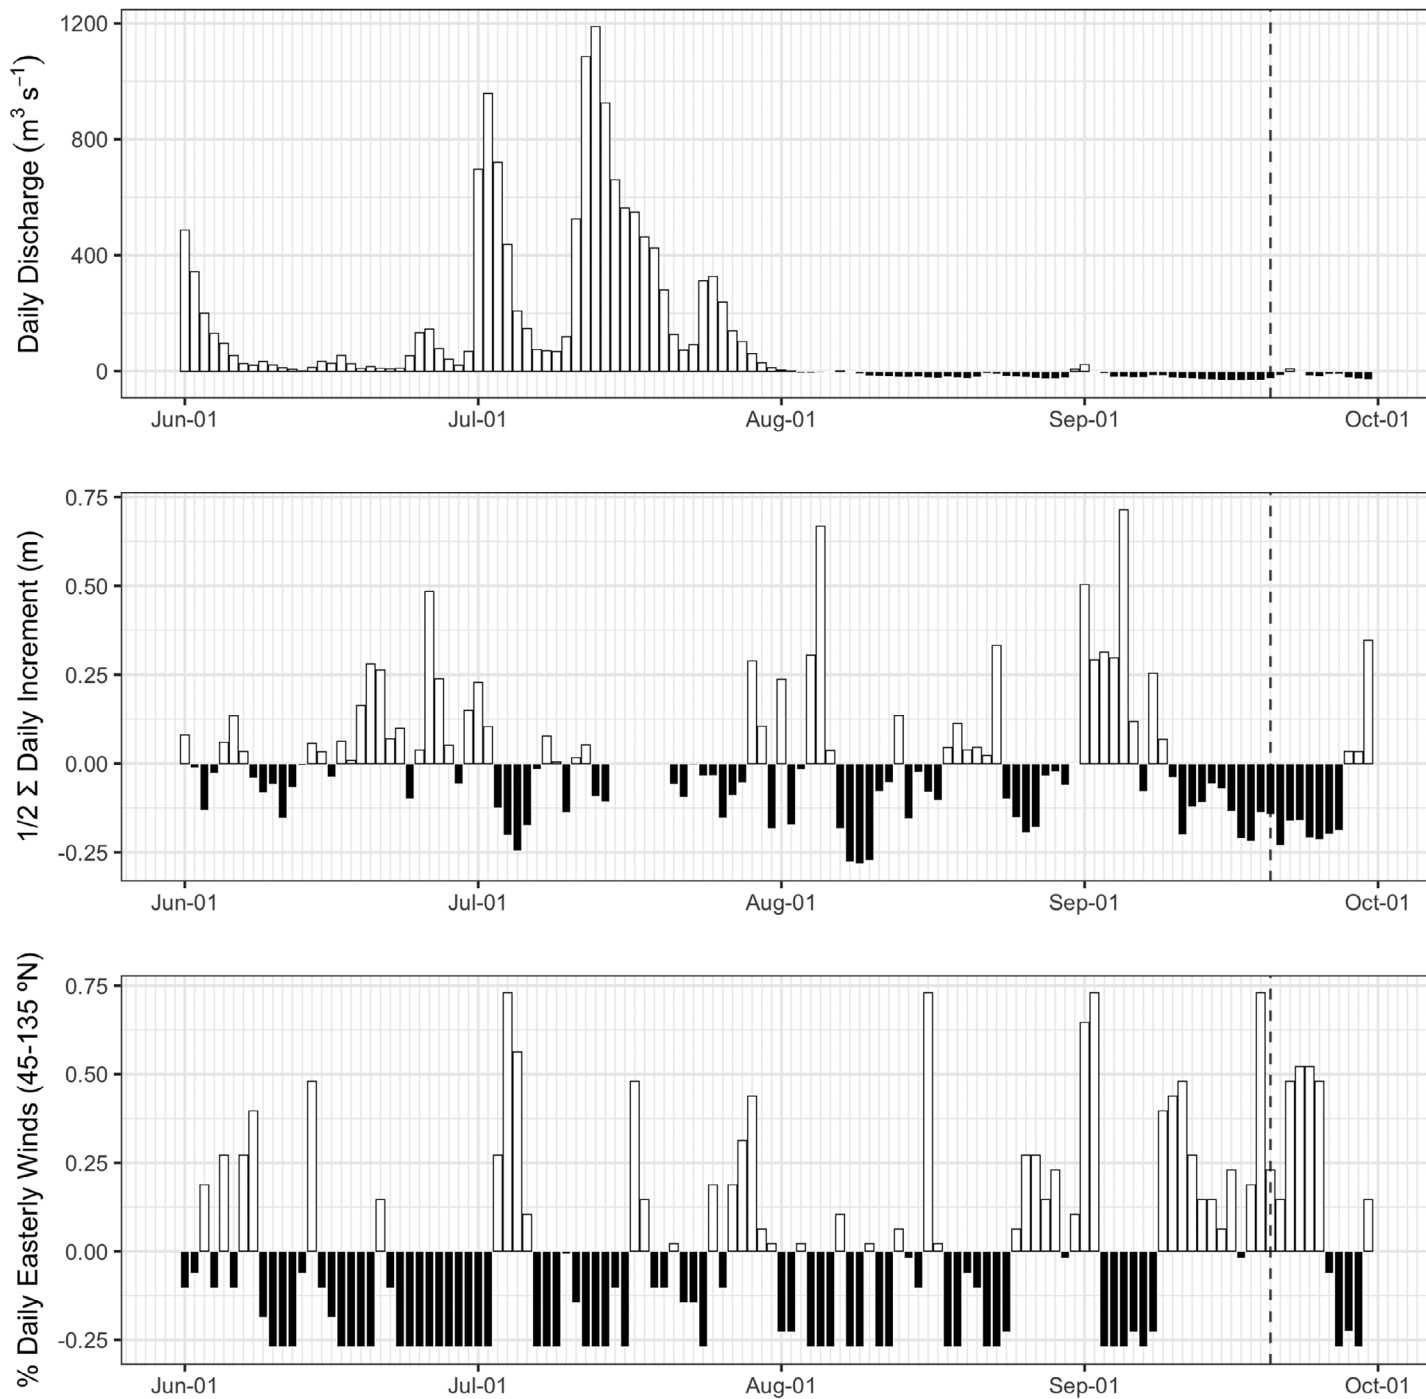 Daily Discharge (m³ s⁻¹)
1200
800
400
0
Jun-01 Jul-01 Aug-01 Sep-01 Oct-01
1/2 Σ Daily Increment (m)
0.75
0.50
0.25
0.00
-0.25
Jun-01 Jul-01 Aug-01 Sep-01 Oct-01
% Daily Easterly Winds (45-135 ºN)
0.75
0.50
0.25
0.00
-0.25
Jun-01 Jul-01 Aug-01 Sep-01 Oct-01